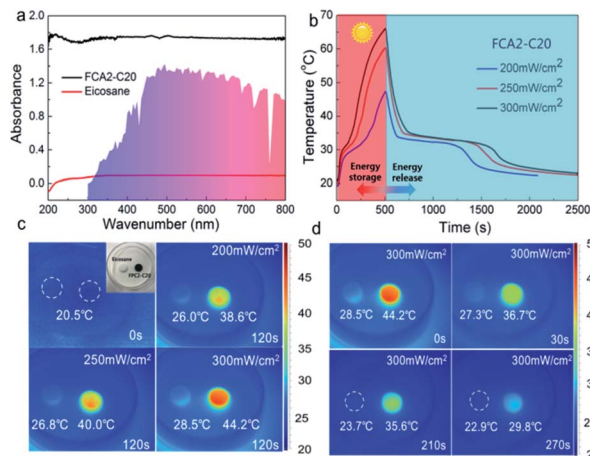 a
1.8
1.2
0.6
0.0
Absorbance
FCA2-C20
Eicosane
200 300 400 500 600 700 800
Wavenumber (nm)
b
70
60
50
40
30
20
Temperature (°C)
FCA2-C20
200mW/cm²
250mW/cm²
300mW/cm²
Energy storage
Energy release
0 500 1000 1500 2000 2500
Time (s)
c
Eicosane
FPC2-C20
20.5℃
0s
200mW/cm²
26.0℃ 38.6℃
120s
250mW/cm²
26.8℃ 40.0℃
120s
300mW/cm²
28.5℃ 44.2℃
120s
50
45
40
35
30
25
20
d
300mW/cm²
28.5℃ 44.2℃
0s
300mW/cm²
27.3℃ 36.7℃
30s
300mW/cm²
23.7℃ 35.6℃
210s
300mW/cm²
22.9℃ 29.8℃
270s